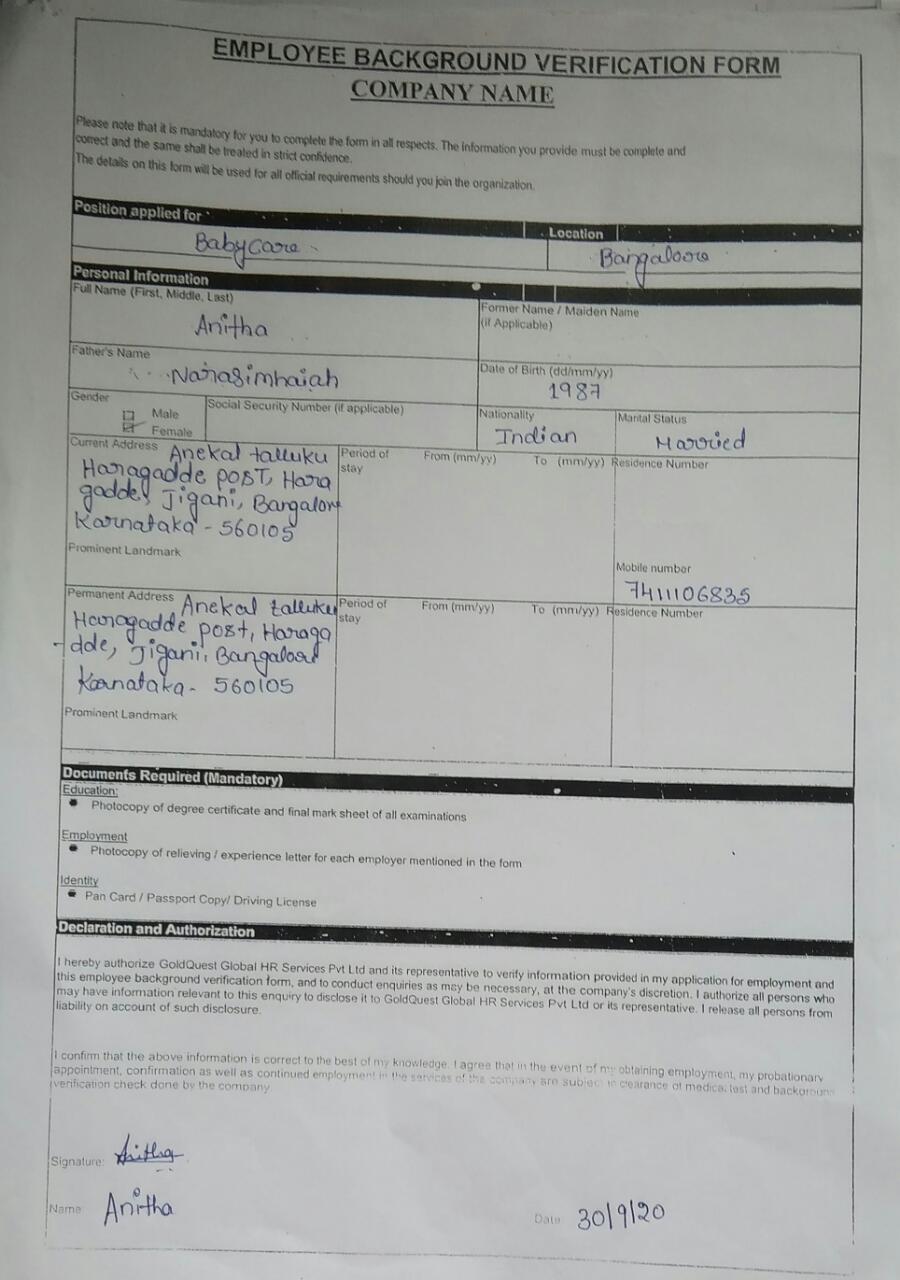 EMPLOYEE BACKGROUND VERIFICATION FORM
COMPANY NAME
Please note that it is mandatory for you to complete the form in all respects. The information you provide must be complete and
correct and the same shall be treated in strict confidence.
The details on this form will be used for all official requirements should you join the organization.
Position applied for
Location
Babycare
Bangaloore
Personal Information
Full Name (First, Middle, Last)
Anitha
Former Name / Maiden Name
(if Applicable)
Father's Name
Narasimhaiah
Date of Birth (dd/mm/yy)
1987
Gender
Male
Female
Social Security Number (if applicable)
Nationality
Indian
Marital Status
Married
Current Address Anekal talluku
Haragadde post, Hara
gadde, Jigani, Bangalore
Karnataka - 560105
Prominent Landmark
Period of
stay
From (mm/yy) To (mm/yy)
Residence Number
Mobile number
7411106835
Permanent Address Anekal talluku
Haragadde post, Haraga
dde, Jigani, Bangalore
Karnataka - 560105
Prominent Landmark
Period of
stay
From (mm/yy) To (mm/yy)
Residence Number
Documents Required (Mandatory)
Education:
• Photocopy of degree certificate and final mark sheet of all examinations
Employment
• Photocopy of relieving / experience letter for each employer mentioned in the form
Identity
• Pan Card / Passport Copy/ Driving License
Declaration and Authorization
I hereby authorize GoldQuest Global HR Services Pvt Ltd and its representative to verify information provided in my application for employment and
this employee background verification form, and to conduct enquiries as may be necessary, at the company's discretion. I authorize all persons who
may have information relevant to this enquiry to disclose it to GoldQuest Global HR Services Pvt Ltd or its representative. I release all persons from
liability on account of such disclosure.
I confirm that the above information is correct to the best of my knowledge. I agree that in the event of my obtaining employment, my probationary
appointment, confirmation as well as continued employment in the services of the company are subject to clearance of medical test and background
verification check done by the company.
Signature: Anitha
Name Anitha
Date 30/9/20